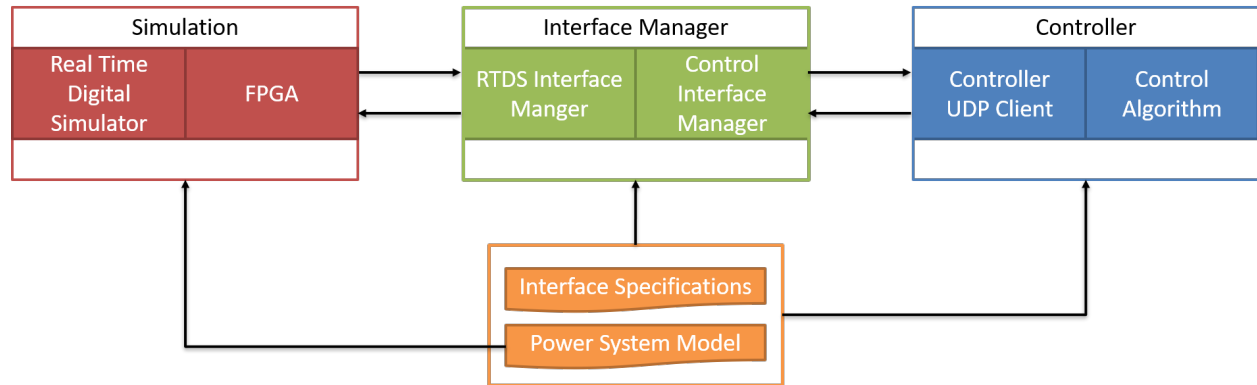 Simulation
Real Time
Digital
Simulator
FPGA
Interface Manager
RTDS Interface
Manger
Control
Interface
Manager
Controller
Controller
UDP Client
Control
Algorithm
Interface Specifications
Power System Model